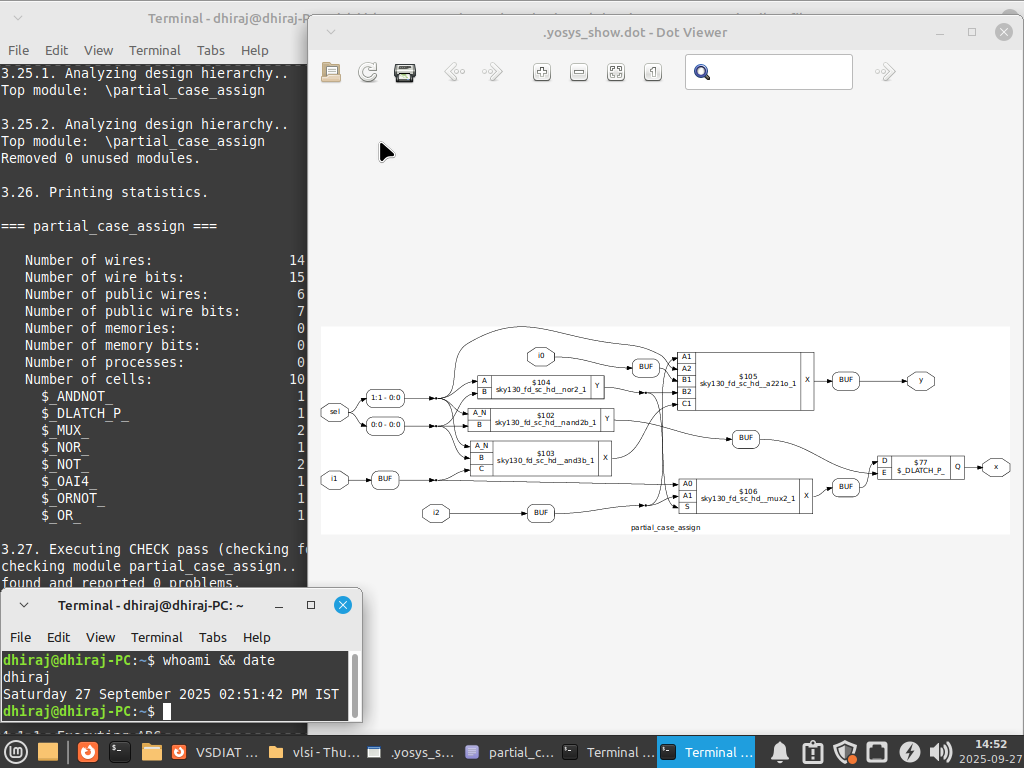 Terminal - dhiraj@dhiraj-P
File Edit View Terminal Tabs Help
3.25.1. Analyzing design hierarchy..
Top module:  \partial_case_assign
3.25.2. Analyzing design hierarchy..
Top module:  \partial_case_assign
Removed 0 unused modules.
3.26. Printing statistics.
=== partial_case_assign ===
Number of wires: 14
Number of wire bits: 15
Number of public wires: 6
Number of public wire bits: 7
Number of memories: 0
Number of memory bits: 0
Number of processes: 0
Number of cells: 10
$_ANDNOT_ 1
$_DLATCH_P_ 1
$_MUX_ 2
$_NOR_ 1
$_NOT_ 2
$_OAI4_ 1
$_ORNOT_ 1
$_OR_ 1
3.27. Executing CHECK pass (checking f
checking module partial_case_assign..
found and reported 0 problems.
.yosys_show.dot - Dot Viewer
sel
1:1 - 0:0
0:0 - 0:0
i1
BUF
i2
BUF
i0
BUF
A
B
$104
sky130_fd_sc_hd__nor2_1
Y
A_N
B
$102
sky130_fd_sc_hd__nand2b_1
Y
A_N
B
C
$103
sky130_fd_sc_hd__and3b_1
X
A1
A2
B1
B2
C1
$105
sky130_fd_sc_hd__a221o_1
X
BUF
y
BUF
A0
A1
S
$106
sky130_fd_sc_hd__mux2_1
X
BUF
D
E
$77
$_DLATCH_P_
Q
x
partial_case_assign
Terminal - dhiraj@dhiraj-PC: ~
File Edit View Terminal Tabs Help
dhiraj@dhiraj-PC:~$ whoami && date
dhiraj
Saturday 27 September 2025 02:51:42 PM IST
dhiraj@dhiraj-PC:~$
VSDIAT ...
vlsi - Thu...
.yosys_s...
partial_c...
Terminal ...
Terminal ...
14:52
2025-09-27